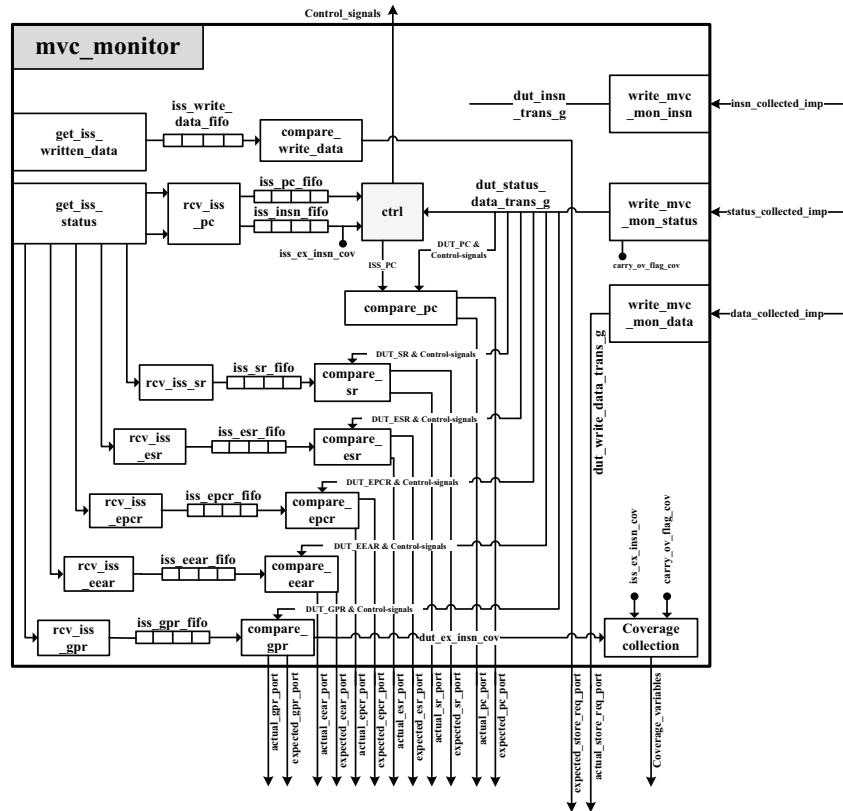 Control_signals
mvc_monitor
iss_write_
data_fifo
get_iss_
written_data
compare_
write_data
dut_insn
_trans_g
write_mvc
_mon_insn
insn_collected_imp
get_iss_
status
rcv_iss
_pc
iss_pc_fifo
iss_insn_fifo
iss_ex_insn_cov
ctrl
dut_status_
data_trans_g
write_mvc
_mon_status
status_collected_imp
carry_ov_flag_cov
ISS_PC
DUT_PC &
Control-signals
compare_pc
write_mvc
_mon_data
data_collected_imp
dut_write_data_trans_g
DUT_SR & Control-signals
rcv_iss_sr
iss_sr_fifo
compare_
sr
DUT_ESR & Control-signals
rcv_iss
_esr
iss_esr_fifo
compare_
esr
DUT_EPCR & Control-signals
rcv_iss
_epcr
iss_epcr_fifo
compare_
epcr
DUT_EEAR & Control-signals
rcv_iss
_eear
iss_eear_fifo
compare_
eear
iss_ex_insn_cov
carry_ov_flag_cov
DUT_GPR & Control-signals
rcv_iss
_gpr
iss_gpr_fifo
compare_
gpr
dut_ex_insn_cov
Coverage
collection
actual_gpr_port
expected_gpr_port
actual_eear_port
expected_eear_port
actual_epcr_port
expected_epcr_port
actual_esr_port
expected_esr_port
actual_sr_port
expected_sr_port
actual_pc_port
expected_pc_port
expected_store_req_port
actual_store_req_port
Coverage_variables